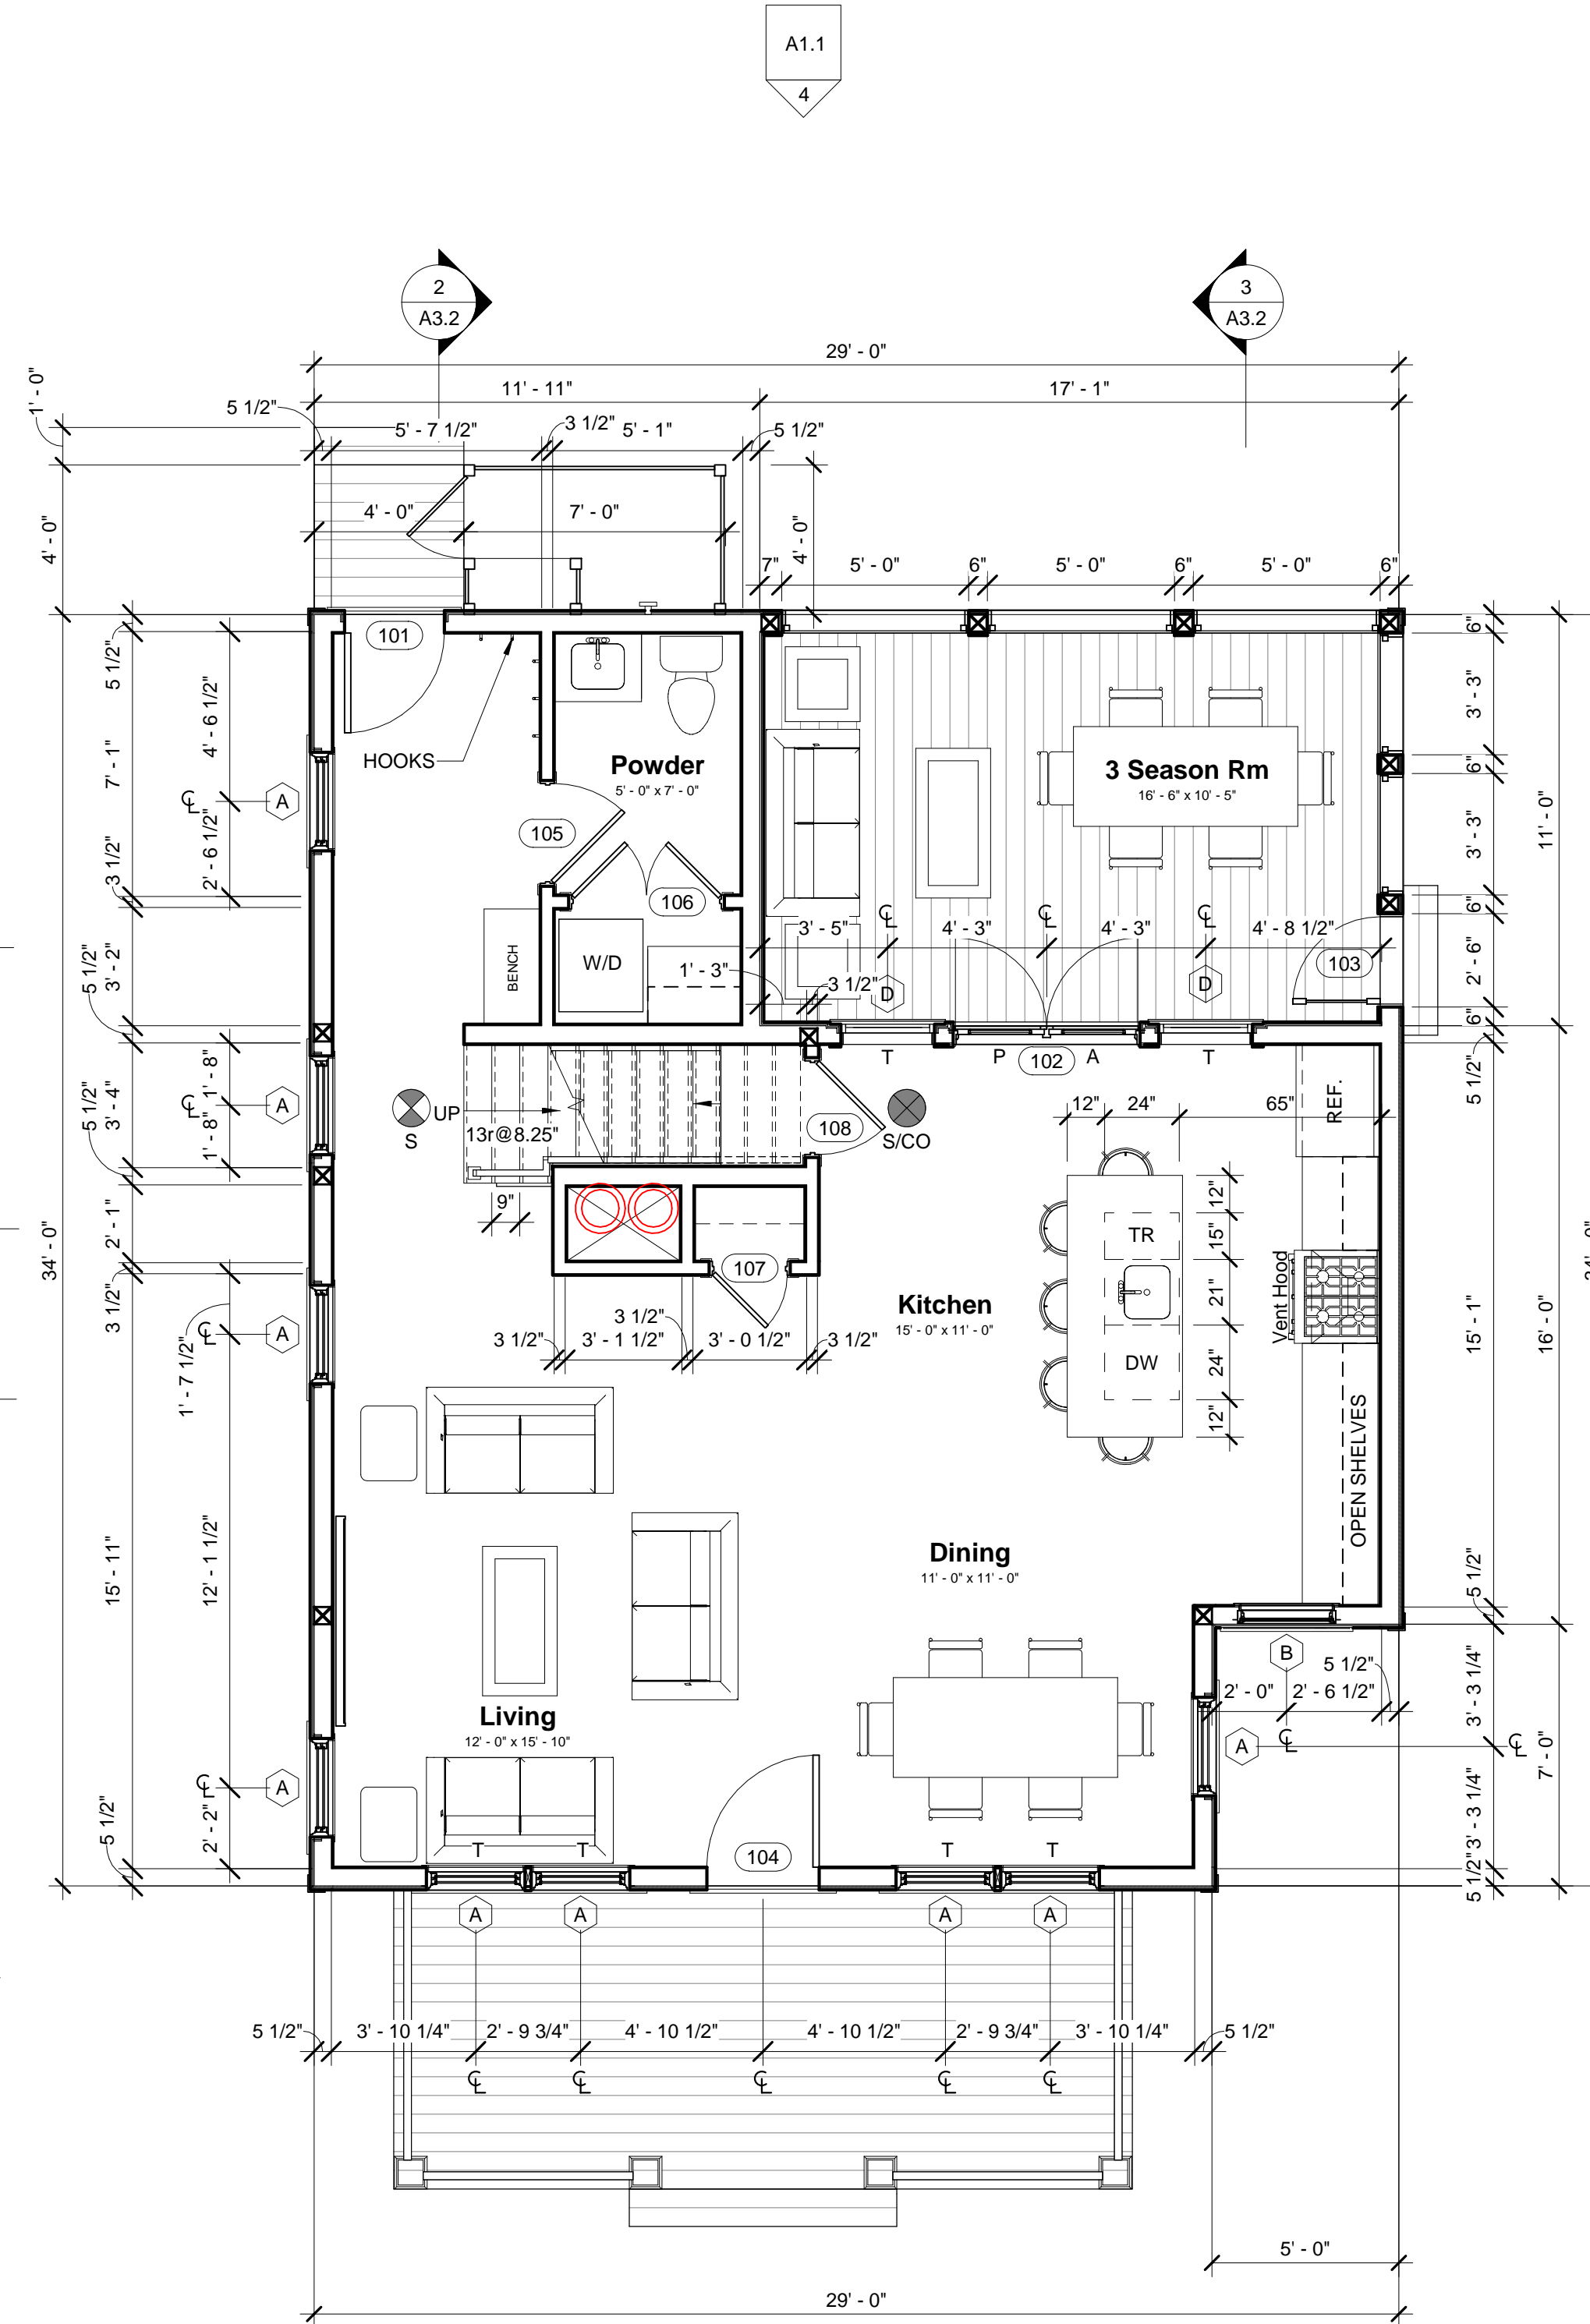 A1.1
4
2
A3.2
3
A3.2
29' - 0"
11' - 11"
17' - 1"
1' - 0"
5 1/2"
5' - 7 1/2"
3 1/2"
5' - 1"
5 1/2"
4' - 0"
4' - 0"
7' - 0"
4' - 0"
7"
5' - 0"
6"
5' - 0"
6"
5' - 0"
6"
101
HOOKS
Powder
5' - 0" x 7' - 0"
3 Season Rm
16' - 6" x 10' - 5"
5 1/2"
4' - 6 1/2"
7' - 1"
A
2' - 6 1/2"
3 1/2"
105
106
6"
3' - 3"
6"
3' - 3"
11' - 0"
6"
2' - 6"
6"
5 1/2"
W/D
BENCH
3' - 5"
4' - 3"
4' - 3"
4' - 8 1/2"
1' - 3"
3 1/2"
D
D
103
3' - 2"
5 1/2"
T
P
102
A
T
1' - 8"
3' - 4"
A
1' - 8"
5 1/2"
S
UP
13r@8.25"
108
S/CO
12"
24"
65"
REF.
9"
2' - 1"
3 1/2"
34' - 0"
34' - 0"
12"
15"
TR
21"
Vent Hood
24"
DW
12"
107
Kitchen
15' - 0" x 11' - 0"
A
1' - 7 1/2"
3 1/2"
3' - 1 1/2"
3 1/2"
3' - 0 1/2"
3 1/2"
15' - 1"
16' - 0"
OPEN SHELVES
15' - 11"
12' - 1 1/2"
Dining
11' - 0" x 11' - 0"
5 1/2"
B
5 1/2"
2' - 0"
2' - 6 1/2"
3' - 3 1/4"
A
7' - 0"
3' - 3 1/4"
5 1/2"
Living
12' - 0" x 15' - 10"
A
2' - 2"
5 1/2"
T
T
104
T
T
A
A
A
A
5 1/2"
3' - 10 1/4"
2' - 9 3/4"
4' - 10 1/2"
4' - 10 1/2"
2' - 9 3/4"
3' - 10 1/4"
5 1/2"
5' - 0"
29' - 0"